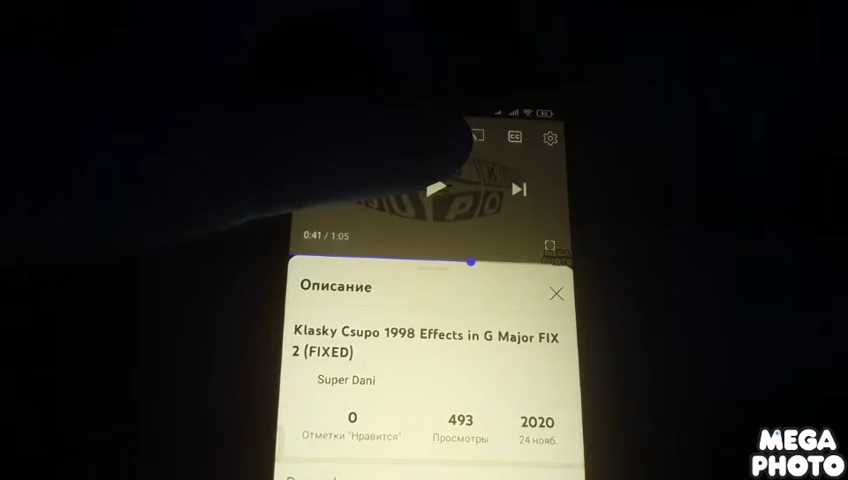 0:41 / 1:05
Описание
Klasky Csupo 1998 Effects in G Major FIX
2 (FIXED)
Super Dani
0 493 2020
Отметки "Нравится" Просмотры 24 нояб.
MEGA
PHOTO